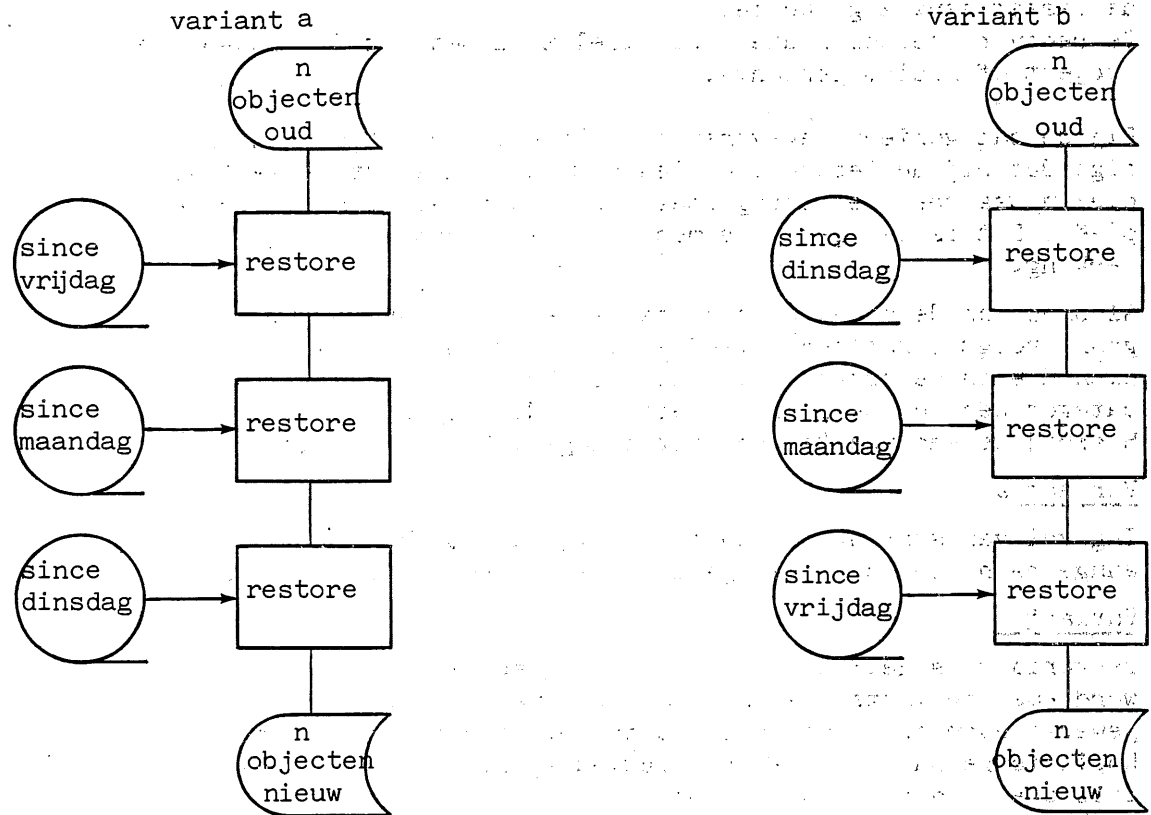 variant a
n
objecten
oud
since
vrijdag
restore
since
maandag
restore
since
dinsdag
restore
n
objecten
nieuw
variant b
n
objecten
oud
since
dinsdag
restore
since
maandag
restore
since
vrijdag
restore
n
objecten
nieuw